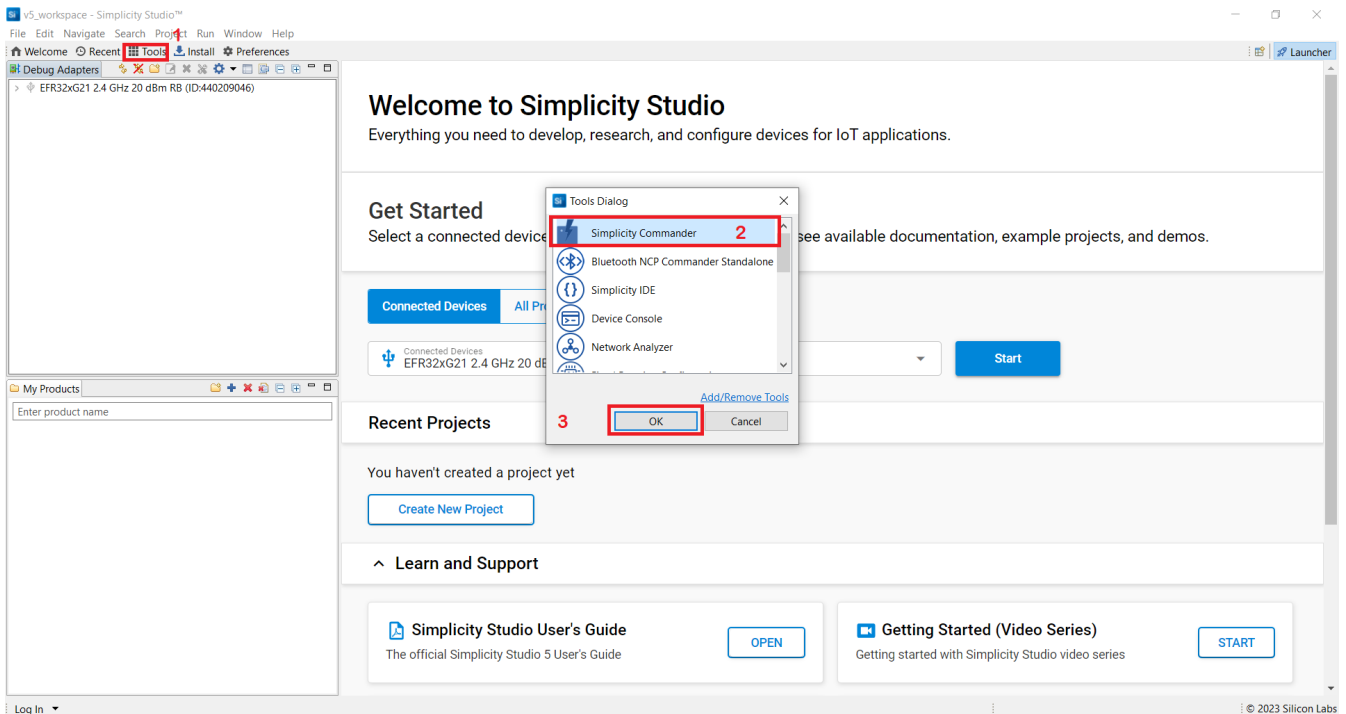 v5_workspace - Simplicity Studio™
File Edit Navigate Search Project Run Window Help
1
Welcome Recent Tools Install Preferences
Launcher
Debug Adapters
EFR32xG21 2.4 GHz 20 dBm RB (ID:440209046)
Welcome to Simplicity Studio
Everything you need to develop, research, and configure devices for IoT applications.
Get Started
Select a connected device
see available documentation, example projects, and demos.
Tools Dialog
Simplicity Commander 2
Bluetooth NCP Commander Standalone
Simplicity IDE
Device Console
Network Analyzer
Add/Remove Tools
3 OK Cancel
Connected Devices
All Pr
Connected Devices
EFR32xG21 2.4 GHz 20 dB
Start
My Products
Enter product name
Recent Projects
You haven't created a project yet
Create New Project
Learn and Support
Simplicity Studio User's Guide
The official Simplicity Studio 5 User's Guide
OPEN
Getting Started (Video Series)
Getting started with Simplicity Studio video series
START
Log In
© 2023 Silicon Labs